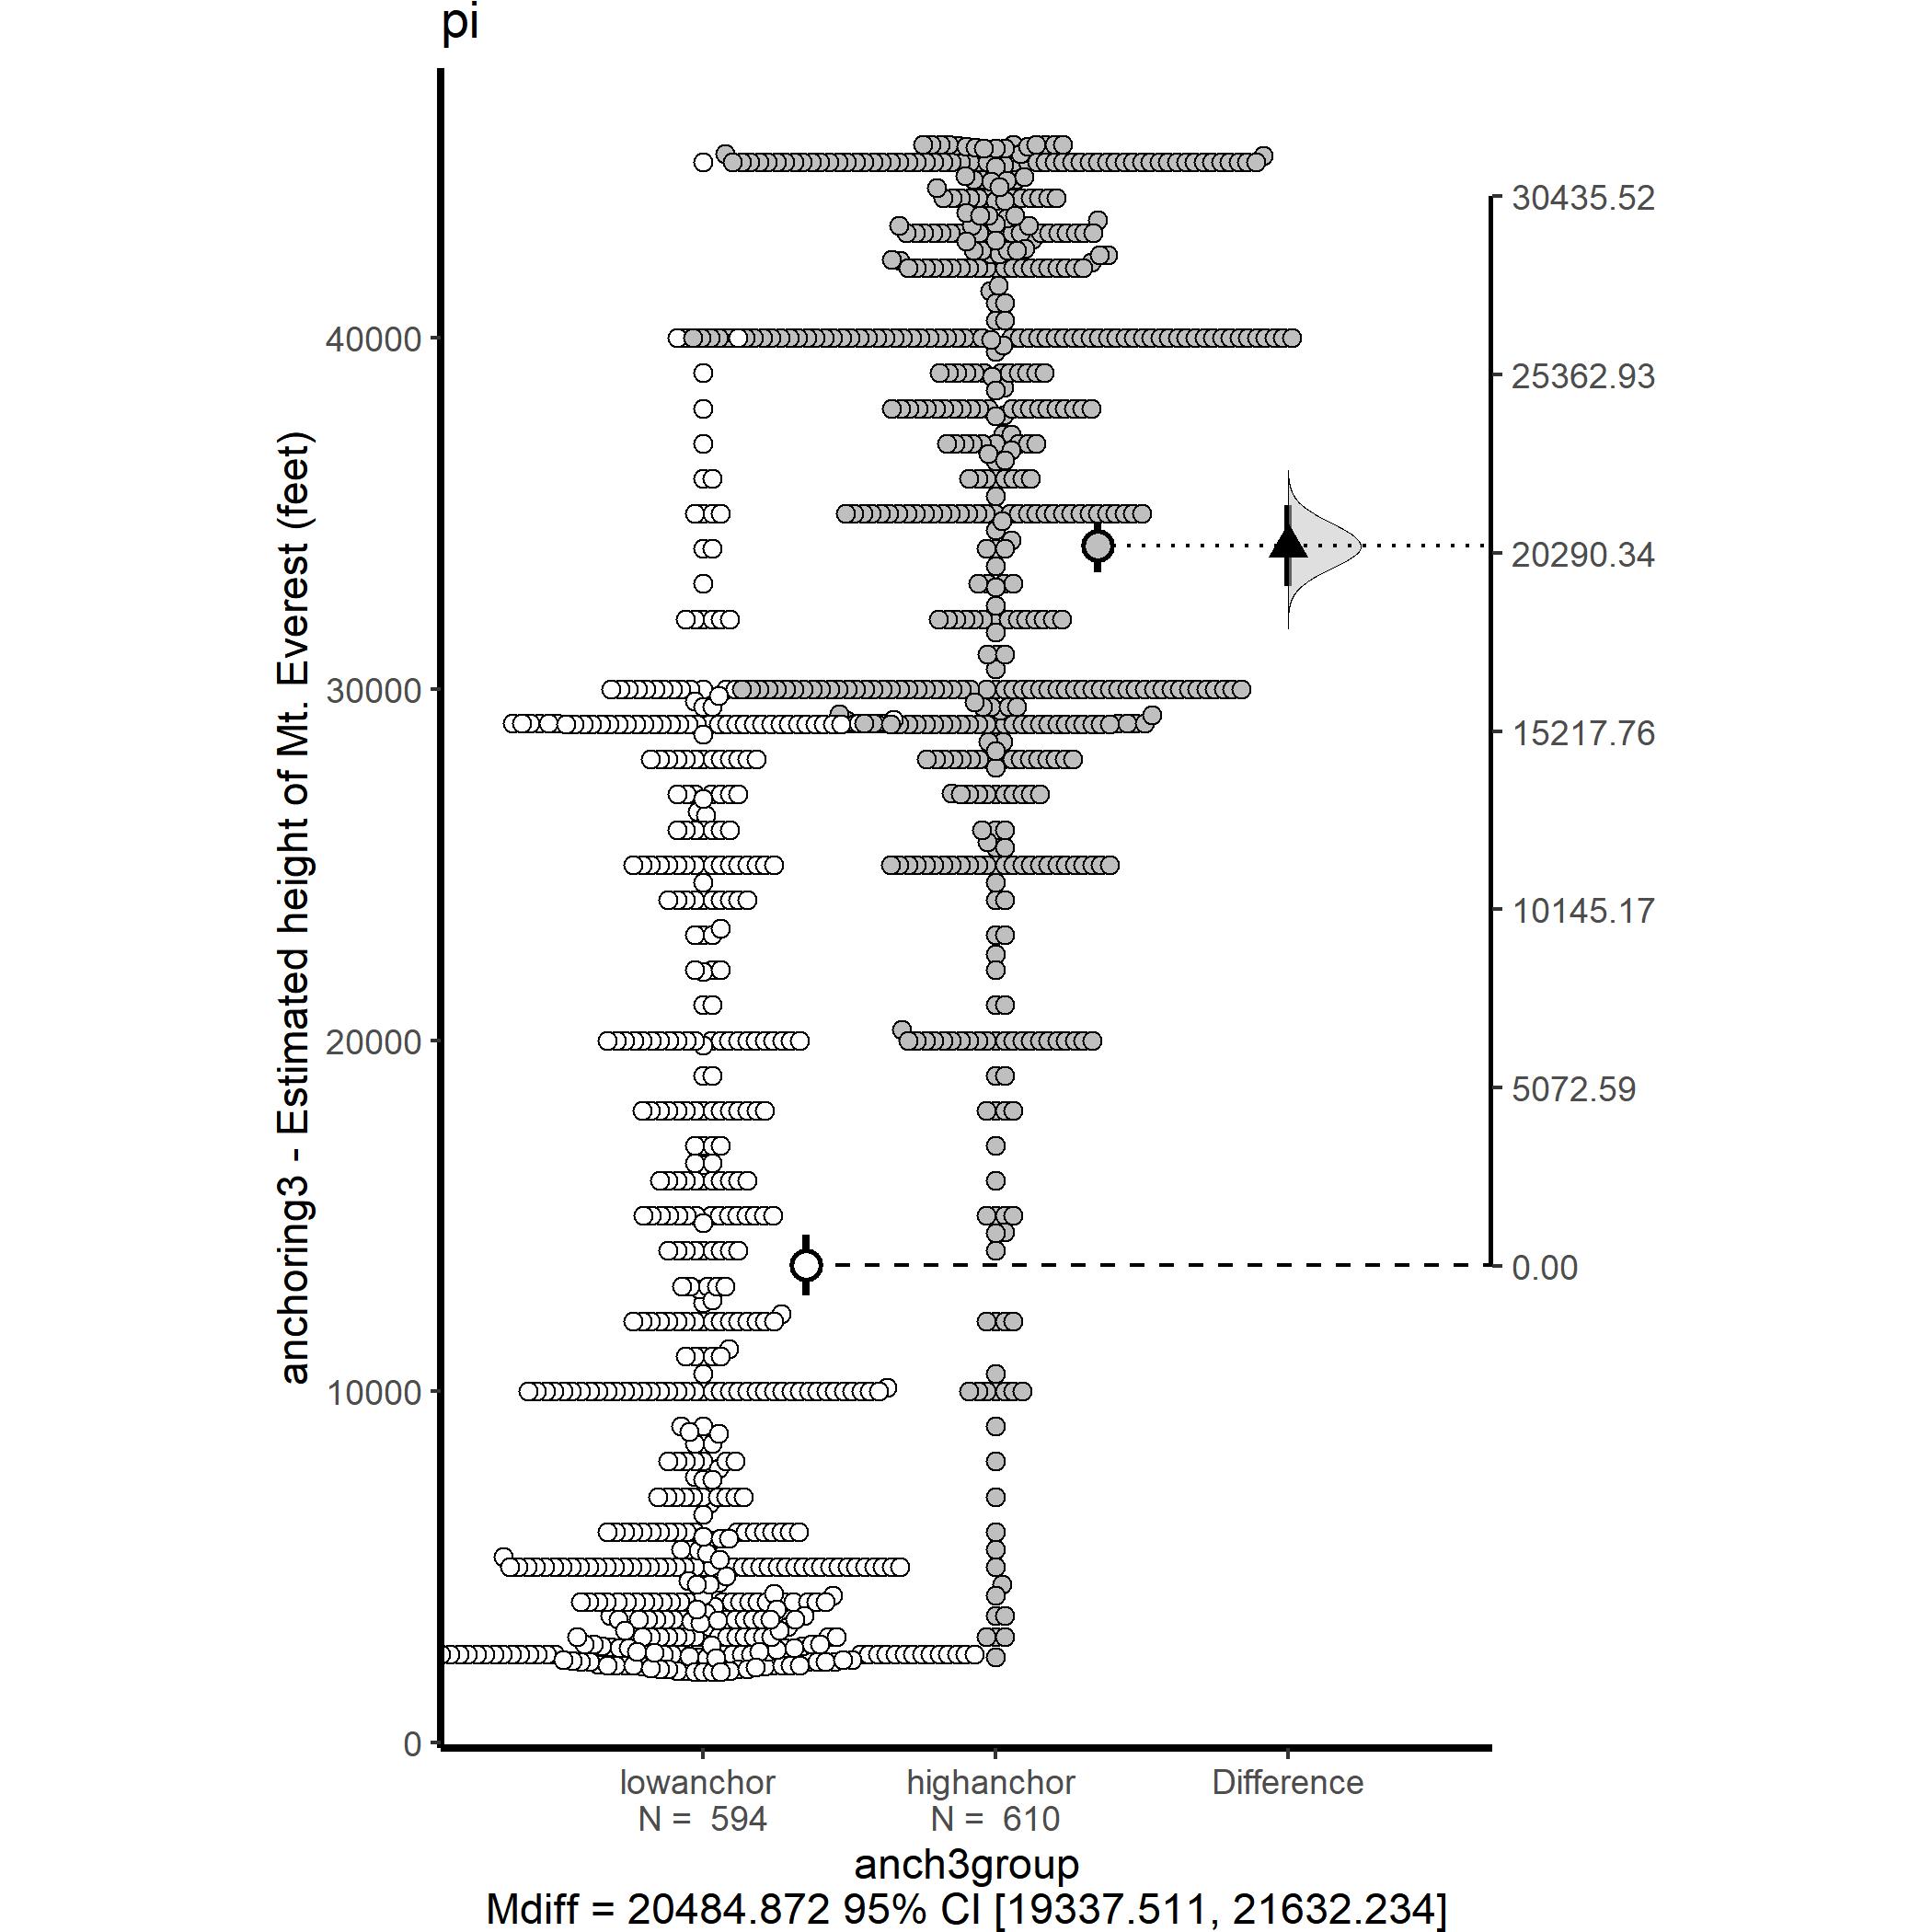 pi
anchoring3 - Estimated height of Mt. Everest (feet)
40000
30000
20000
10000
0
30435.52
25362.93
20290.34
15217.76
10145.17
5072.59
0.00
lowanchor highanchor Difference
N =  594 N =  610
anch3group
Mdiff = 20484.872 95% CI [19337.511, 21632.234]